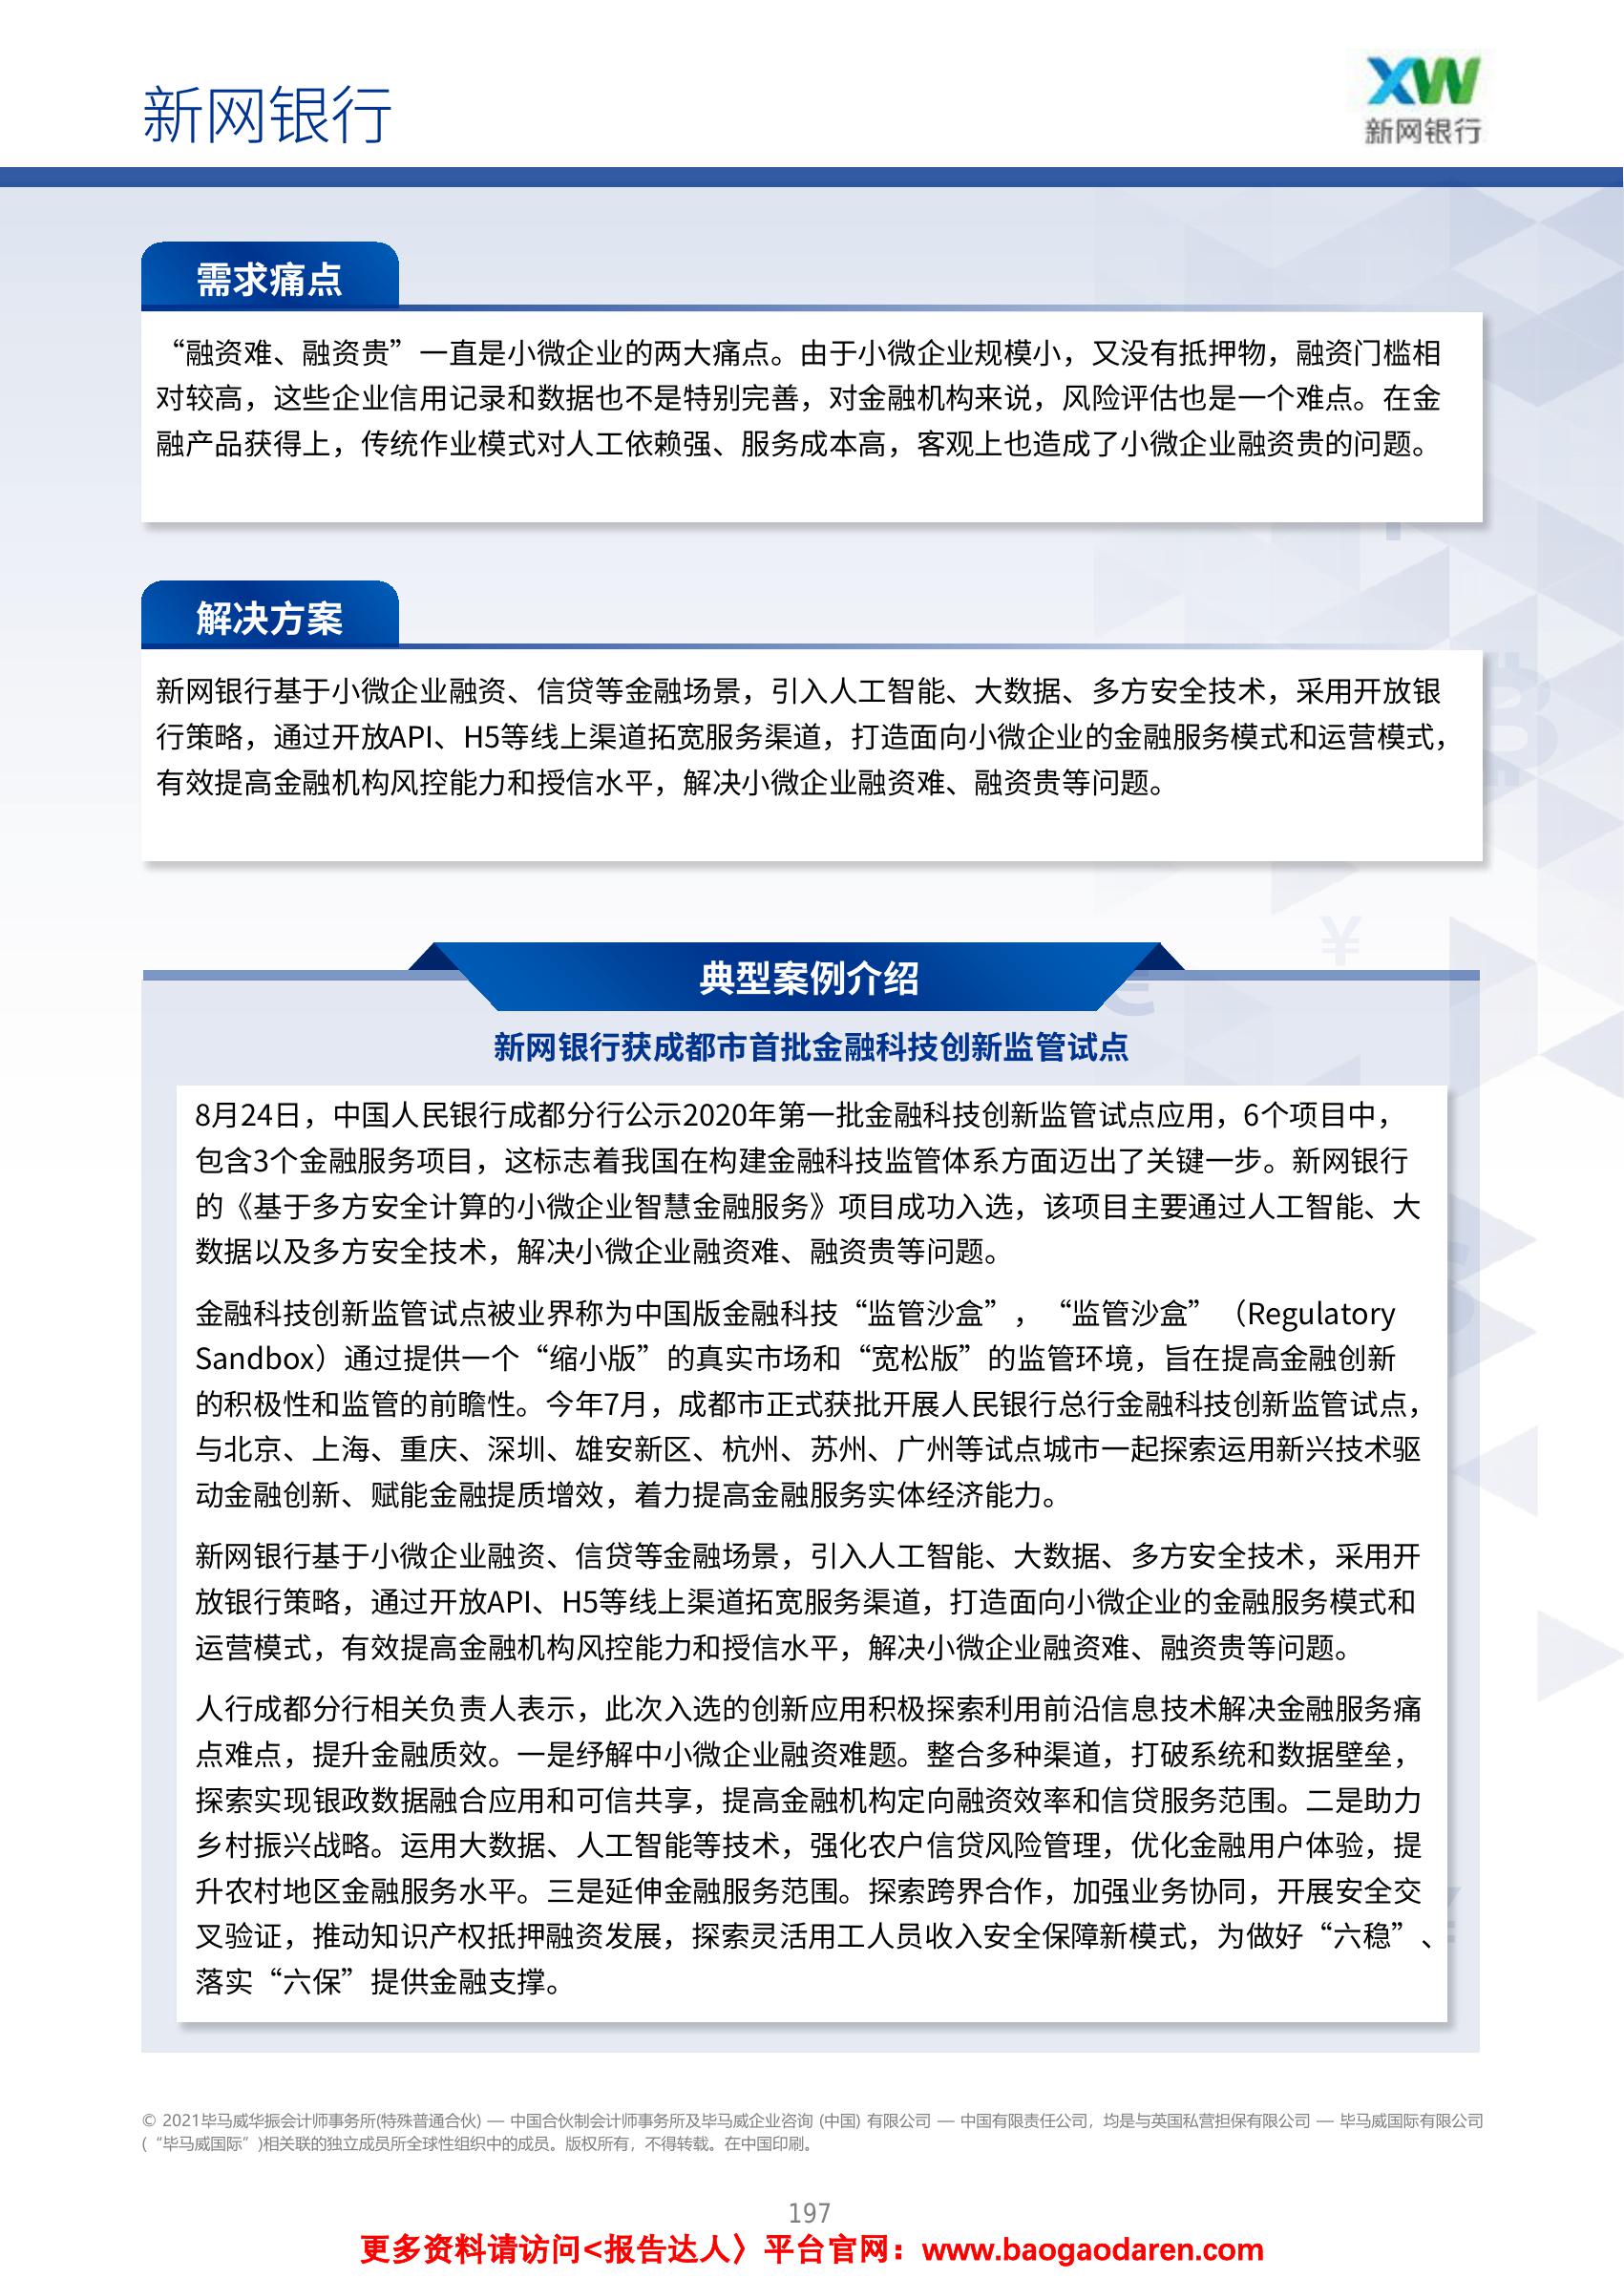 新网银行
XW
新网银行
需求痛点
“融资难、融资贵”一直是小微企业的两大痛点。由于小微企业规模小，又没有抵押物，融资门槛相
对较高，这些企业信用记录和数据也不是特别完善，对金融机构来说，风险评估也是一个难点。在金
融产品获得上，传统作业模式对人工依赖强、服务成本高，客观上也造成了小微企业融资贵的问题。
解决方案
新网银行基于小微企业融资、信贷等金融场景，引入人工智能、大数据、多方安全技术，采用开放银
行策略，通过开放API、H5等线上渠道拓宽服务渠道，打造面向小微企业的金融服务模式和运营模式，
有效提高金融机构风控能力和授信水平，解决小微企业融资难、融资贵等问题。
典型案例介绍
新网银行获成都市首批金融科技创新监管试点
8月24日，中国人民银行成都分行公示2020年第一批金融科技创新监管试点应用，6个项目中，
包含3个金融服务项目，这标志着我国在构建金融科技监管体系方面迈出了关键一步。新网银行
的《基于多方安全计算的小微企业智慧金融服务》项目成功入选，该项目主要通过人工智能、大
数据以及多方安全技术，解决小微企业融资难、融资贵等问题。
金融科技创新监管试点被业界称为中国版金融科技“监管沙盒”，“监管沙盒”（Regulatory
Sandbox）通过提供一个“缩小版”的真实市场和“宽松版”的监管环境，旨在提高金融创新
的积极性和监管的前瞻性。今年7月，成都市正式获批开展人民银行总行金融科技创新监管试点，
与北京、上海、重庆、深圳、雄安新区、杭州、苏州、广州等试点城市一起探索运用新兴技术驱
动金融创新、赋能金融提质增效，着力提高金融服务实体经济能力。
新网银行基于小微企业融资、信贷等金融场景，引入人工智能、大数据、多方安全技术，采用开
放银行策略，通过开放API、H5等线上渠道拓宽服务渠道，打造面向小微企业的金融服务模式和
运营模式，有效提高金融机构风控能力和授信水平，解决小微企业融资难、融资贵等问题。
人行成都分行相关负责人表示，此次入选的创新应用积极探索利用前沿信息技术解决金融服务痛
点难点，提升金融质效。一是纾解中小微企业融资难题。整合多种渠道，打破系统和数据壁垒，
探索实现银政数据融合应用和可信共享，提高金融机构定向融资效率和信贷服务范围。二是助力
乡村振兴战略。运用大数据、人工智能等技术，强化农户信贷风险管理，优化金融用户体验，提
升农村地区金融服务水平。三是延伸金融服务范围。探索跨界合作，加强业务协同，开展安全交
叉验证，推动知识产权抵押融资发展，探索灵活用工人员收入安全保障新模式，为做好“六稳”、
落实“六保”提供金融支撑。
© 2021毕马威华振会计师事务所(特殊普通合伙) — 中国合伙制会计师事务所及毕马威企业咨询 (中国) 有限公司 — 中国有限责任公司，均是与英国私营担保有限公司 — 毕马威国际有限公司
(“毕马威国际”)相关联的独立成员所全球性组织中的成员。版权所有，不得转载。在中国印刷。
197
更多资料请访问<报告达人〉平台官网：www.baogaodaren.com